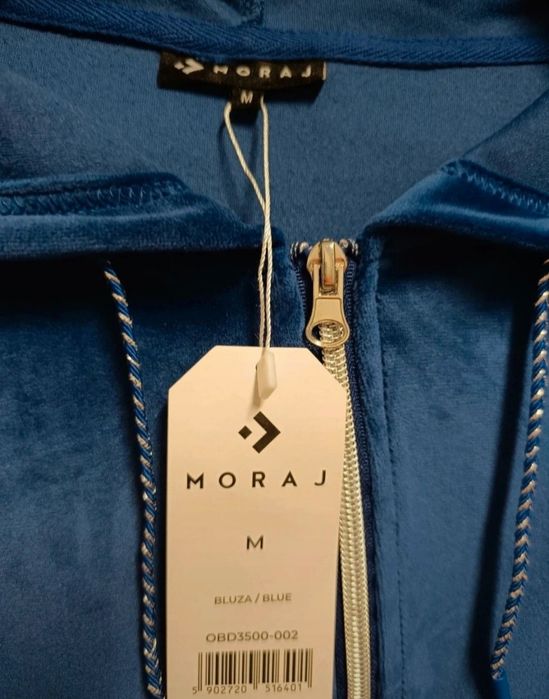 MORAJ
M
MORAJ
M
BLUZA / BLUE
OBD3500-002
5 902720 516401